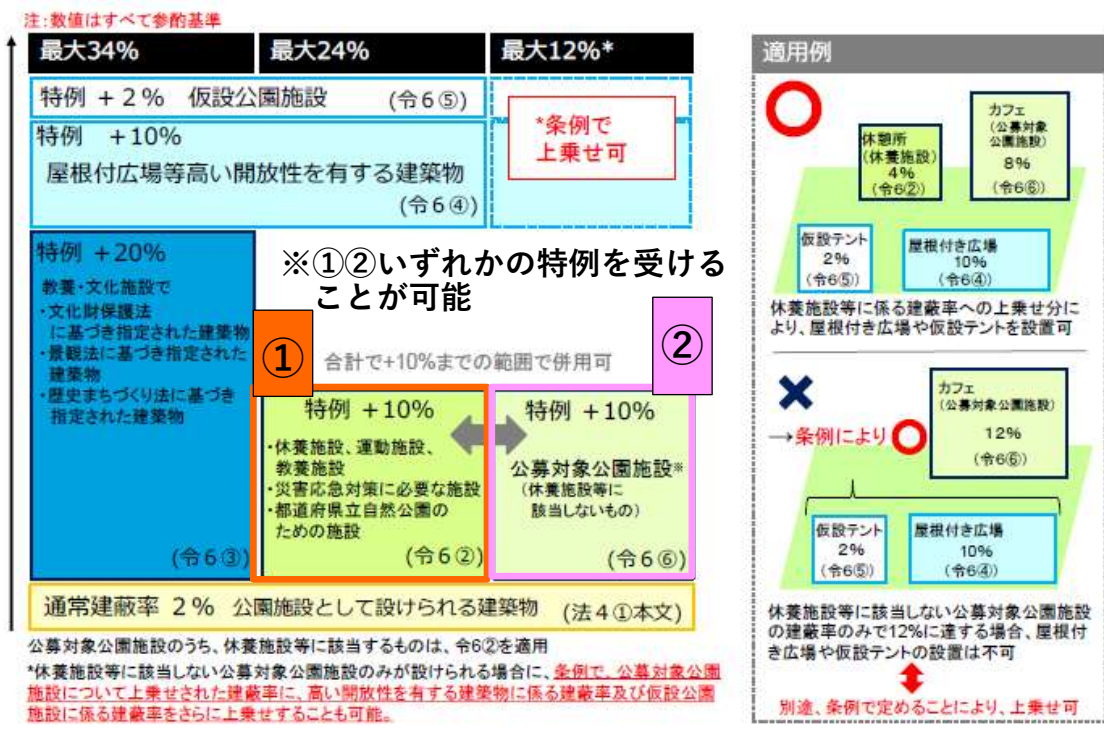 注:数値はすべて参酌基準
最大34%
最大24%
最大12%*
特例 +2% 仮設公園施設 (令6⑤)
特例 +10%
屋根付広場等高い開放性を有する建築物
(令6④)
*条例で
上乗せ可
特例 +20%
教養・文化施設で
・文化財保護法
に基づき指定された建築物
・景観法に基づき指定された
建築物
・歴史まちづくり法に基づき
指定された建築物
(令6③)
※①②いずれかの特例を受ける
ことが可能
①
②
合計で+10%までの範囲で併用可
特例 +10%
・休養施設、運動施設、
教養施設
・災害応急対策に必要な施設
・都道府県立自然公園の
ための施設
(令6②)
特例 +10%
公募対象公園施設※
(休養施設等に
該当しないもの)
(令6⑥)
通常建蔽率 2% 公園施設として設けられる建築物 (法4①本文)
公募対象公園施設のうち、休養施設等に該当するものは、令6②を適用
*休養施設等に該当しない公募対象公園施設のみが設けられる場合に、条例で、公募対象公園
施設について上乗せされた建蔽率に、高い開放性を有する建築物に係る建蔽率及び仮設公園
施設に係る建蔽率をさらに上乗せすることも可能。
適用例
休憩所
(休養施設)
4%
(令6②)
カフェ
(公募対象
公園施設)
8%
(令6⑥)
仮設テント
2%
(令6⑤)
屋根付き広場
10%
(令6④)
休養施設等に係る建蔽率への上乗せ分に
より、屋根付き広場や仮設テントを設置可
→条例により
カフェ
(公募対象公園施設)
12%
(令6⑥)
仮設テント
2%
(令6⑤)
屋根付き広場
10%
(令6④)
休養施設等に該当しない公募対象公園施設
の建蔽率のみで12%に達する場合、屋根付
き広場や仮設テントの設置は不可
別途、条例で定めることにより、上乗せ可